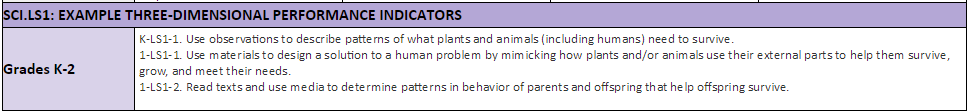 SCI.LS1: EXAMPLE THREE-DIMENSIONAL PERFORMANCE INDICATORS
Grades K-2
K-LS1-1. Use observations to describe patterns of what plants and animals (including humans) need to survive.
1-LS1-1. Use materials to design a solution to a human problem by mimicking how plants and/or animals use their external parts to help them survive,
grow, and meet their needs.
1-LS1-2. Read texts and use media to determine patterns in behavior of parents and offspring that help offspring survive.